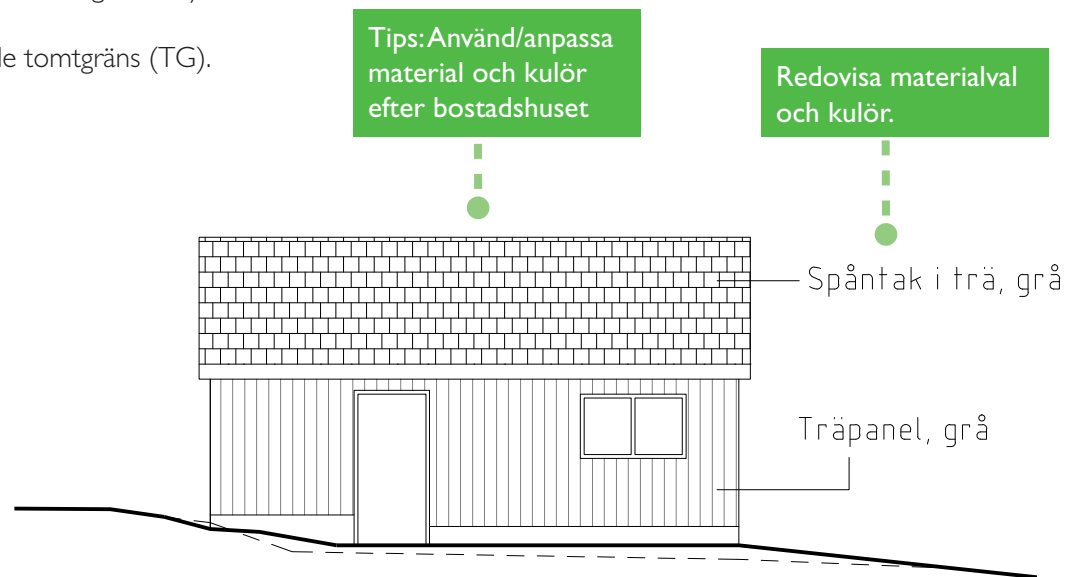 de tomtgräns (TG).
Tips: Använd/anpassa
material och kulör
efter bostadshuset
Redovisa materialval
och kulör.
Spåntak i trä, grå
Träpanel, grå